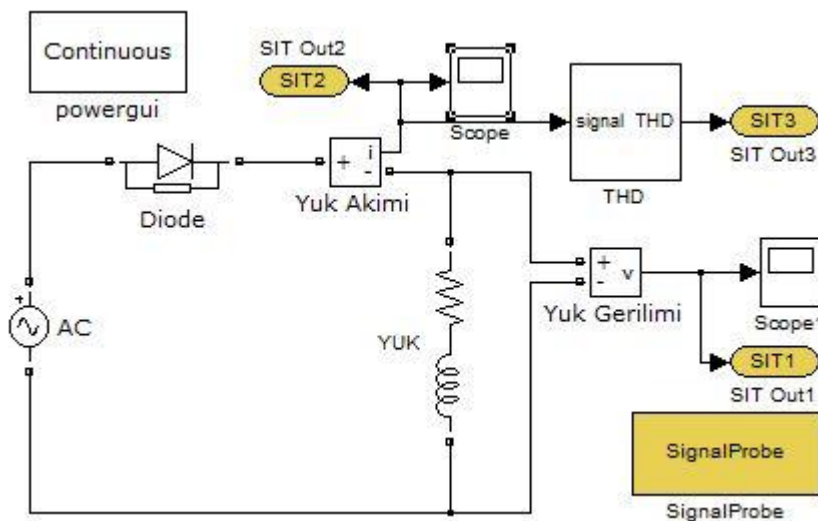 Continuous
powergui
SIT Out2
SIT2
Scope
signal THD
THD
SIT3
SIT Out3
Diode
+
i
-
Yuk Akimi
+
-
v
Yuk Gerilimi
Scope1
SIT1
SIT Out1
+
AC
YUK
SignalProbe
SignalProbe